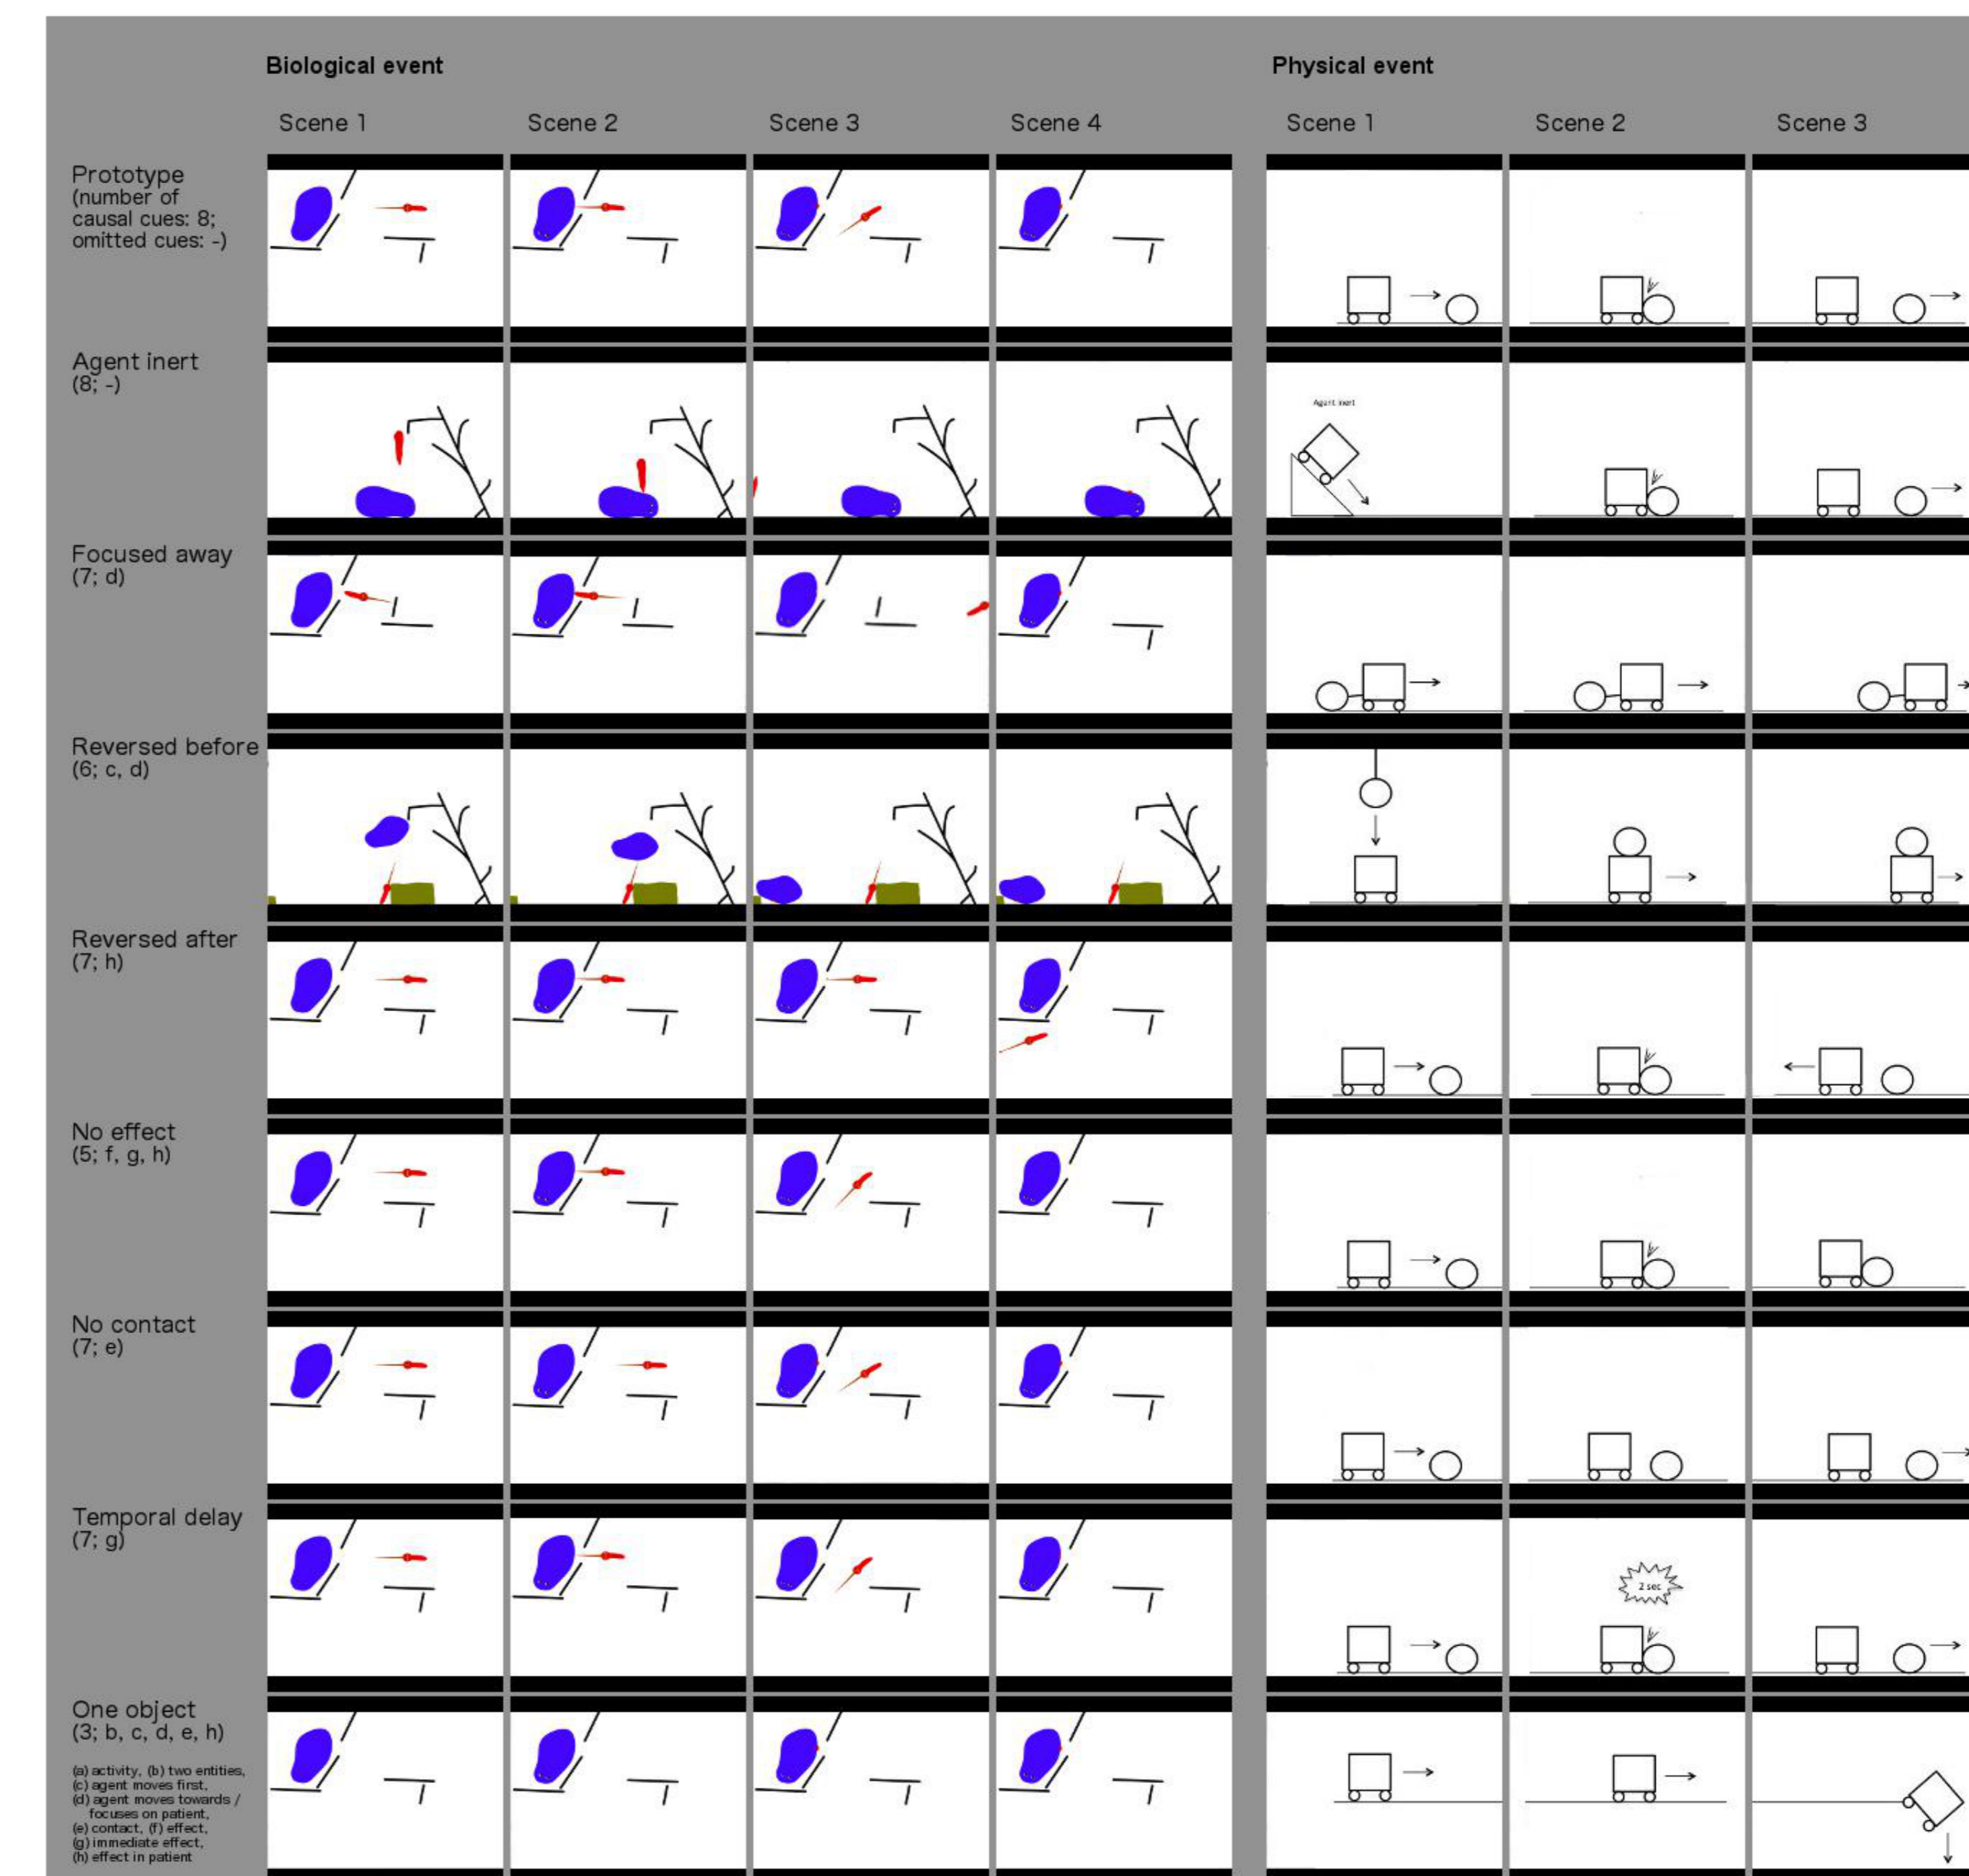 Biological event
Physical event
Scene 1
Scene 2
Scene 3
Scene 4
Scene 1
Scene 2
Scene 3
Prototype
(number of
causal cues: 8;
omitted cues: -)
Agent inert
(8; -)
Agent inert
Focused away
(7; d)
Reversed before
(6; c, d)
Reversed after
(7; h)
No effect
(5; f, g, h)
No contact
(7; e)
Temporal delay
(7; g)
2 sec
One object
(3; b, c, d, e, h)
(a) activity, (b) two entities,
(c) agent moves first,
(d) agent moves towards /
focuses on patient,
(e) contact, (f) effect,
(g) immediate effect,
(h) effect in patient